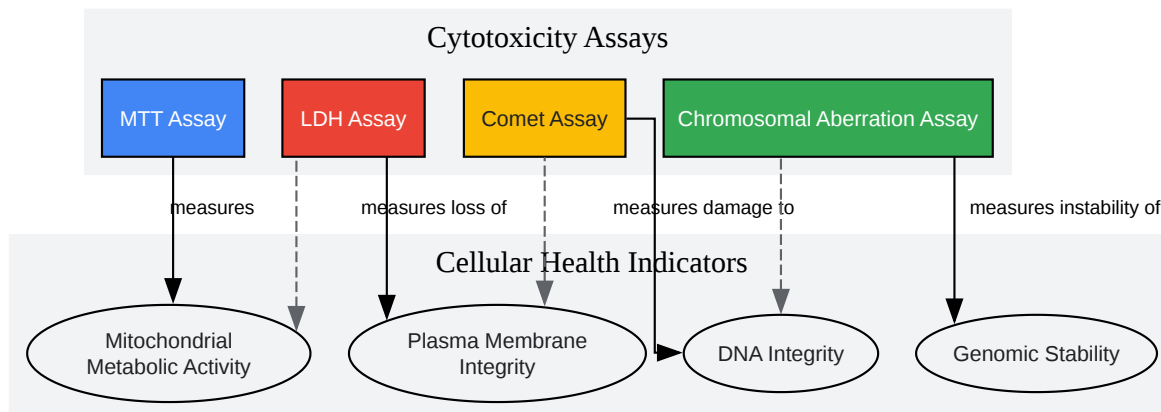 Cytotoxicity Assays
MTT Assay
LDH Assay
Comet Assay
Chromosomal Aberration Assay
measures
measures loss of
measures damage to
measures instability of
Cellular Health Indicators
Mitochondrial
Metabolic Activity
Plasma Membrane
Integrity
DNA Integrity
Genomic Stability